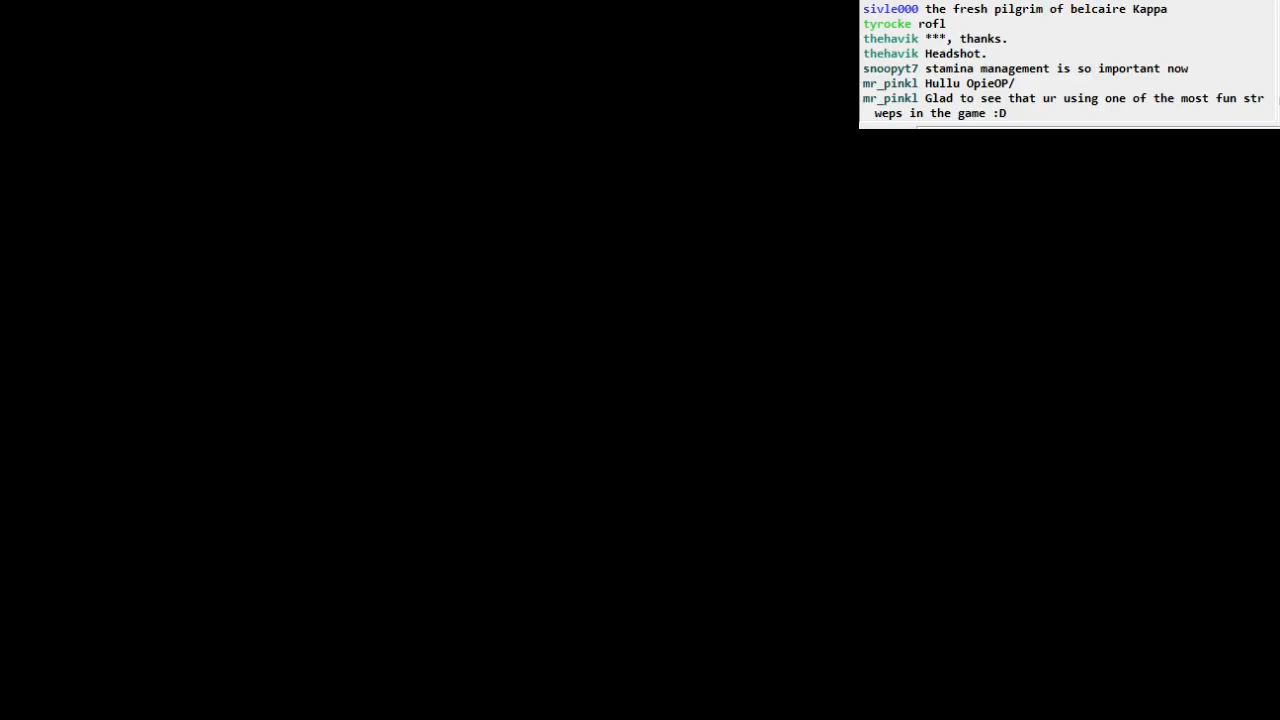 sivle000 the fresh pilgrim of belcaire Kappa
tyrocke rofl
thehavik ***, thanks.
thehavik Headshot.
snoopyt7 stamina management is so important now
mr_pinkl Hullu OpieOP/
mr_pinkl Glad to see that ur using one of the most fun str
weps in the game :D